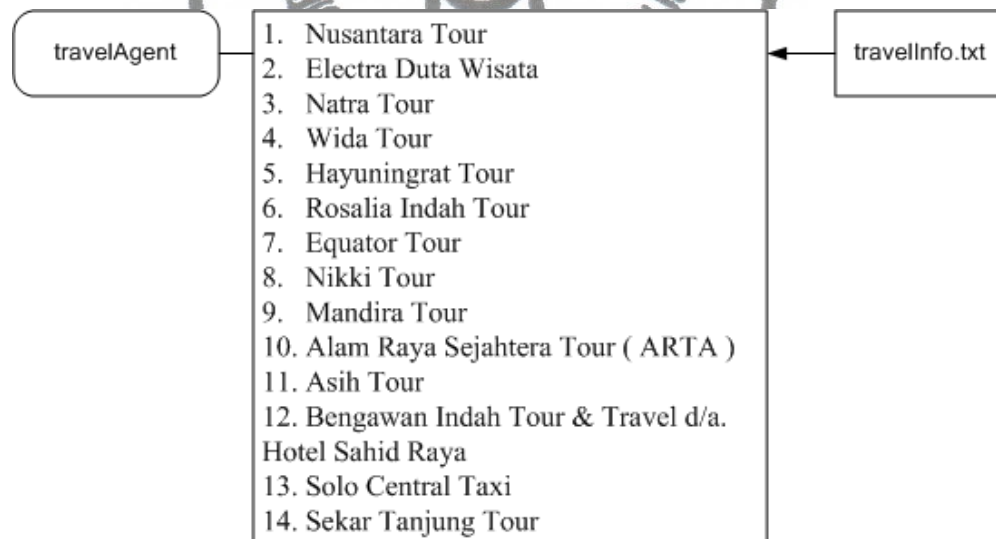 travelAgent
1. Nusantara Tour
2. Electra Duta Wisata
3. Natra Tour
4. Wida Tour
5. Hayuningrat Tour
6. Rosalia Indah Tour
7. Equator Tour
8. Nikki Tour
9. Mandira Tour
10. Alam Raya Sejahtera Tour ( ARTA )
11. Asih Tour
12. Bengawan Indah Tour & Travel d/a.
Hotel Sahid Raya
13. Solo Central Taxi
14. Sekar Tanjung Tour
travelInfo.txt